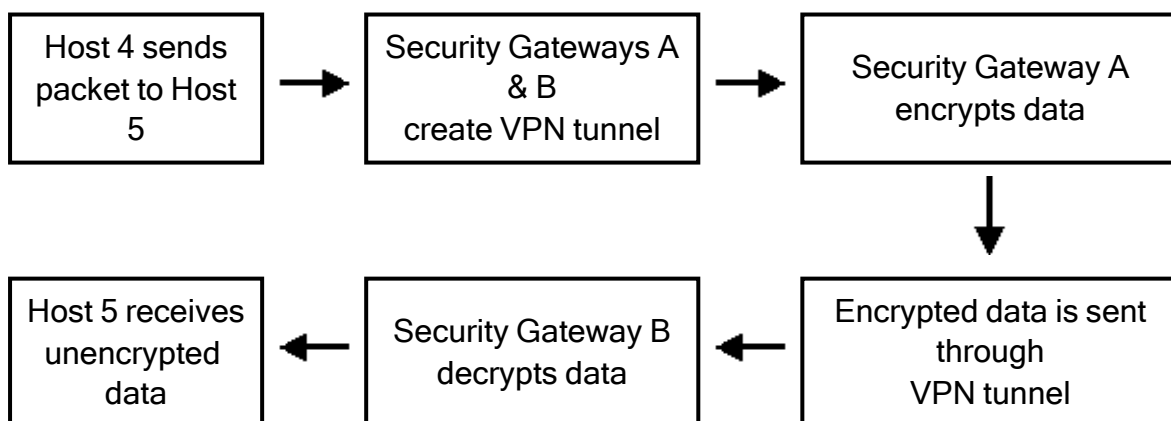 Host 4 sends
packet to Host
5
Security Gateways A
& B
create VPN tunnel
Security Gateway A
encrypts data
Encrypted data is sent
through
VPN tunnel
Security Gateway B
decrypts data
Host 5 receives
unencrypted
data